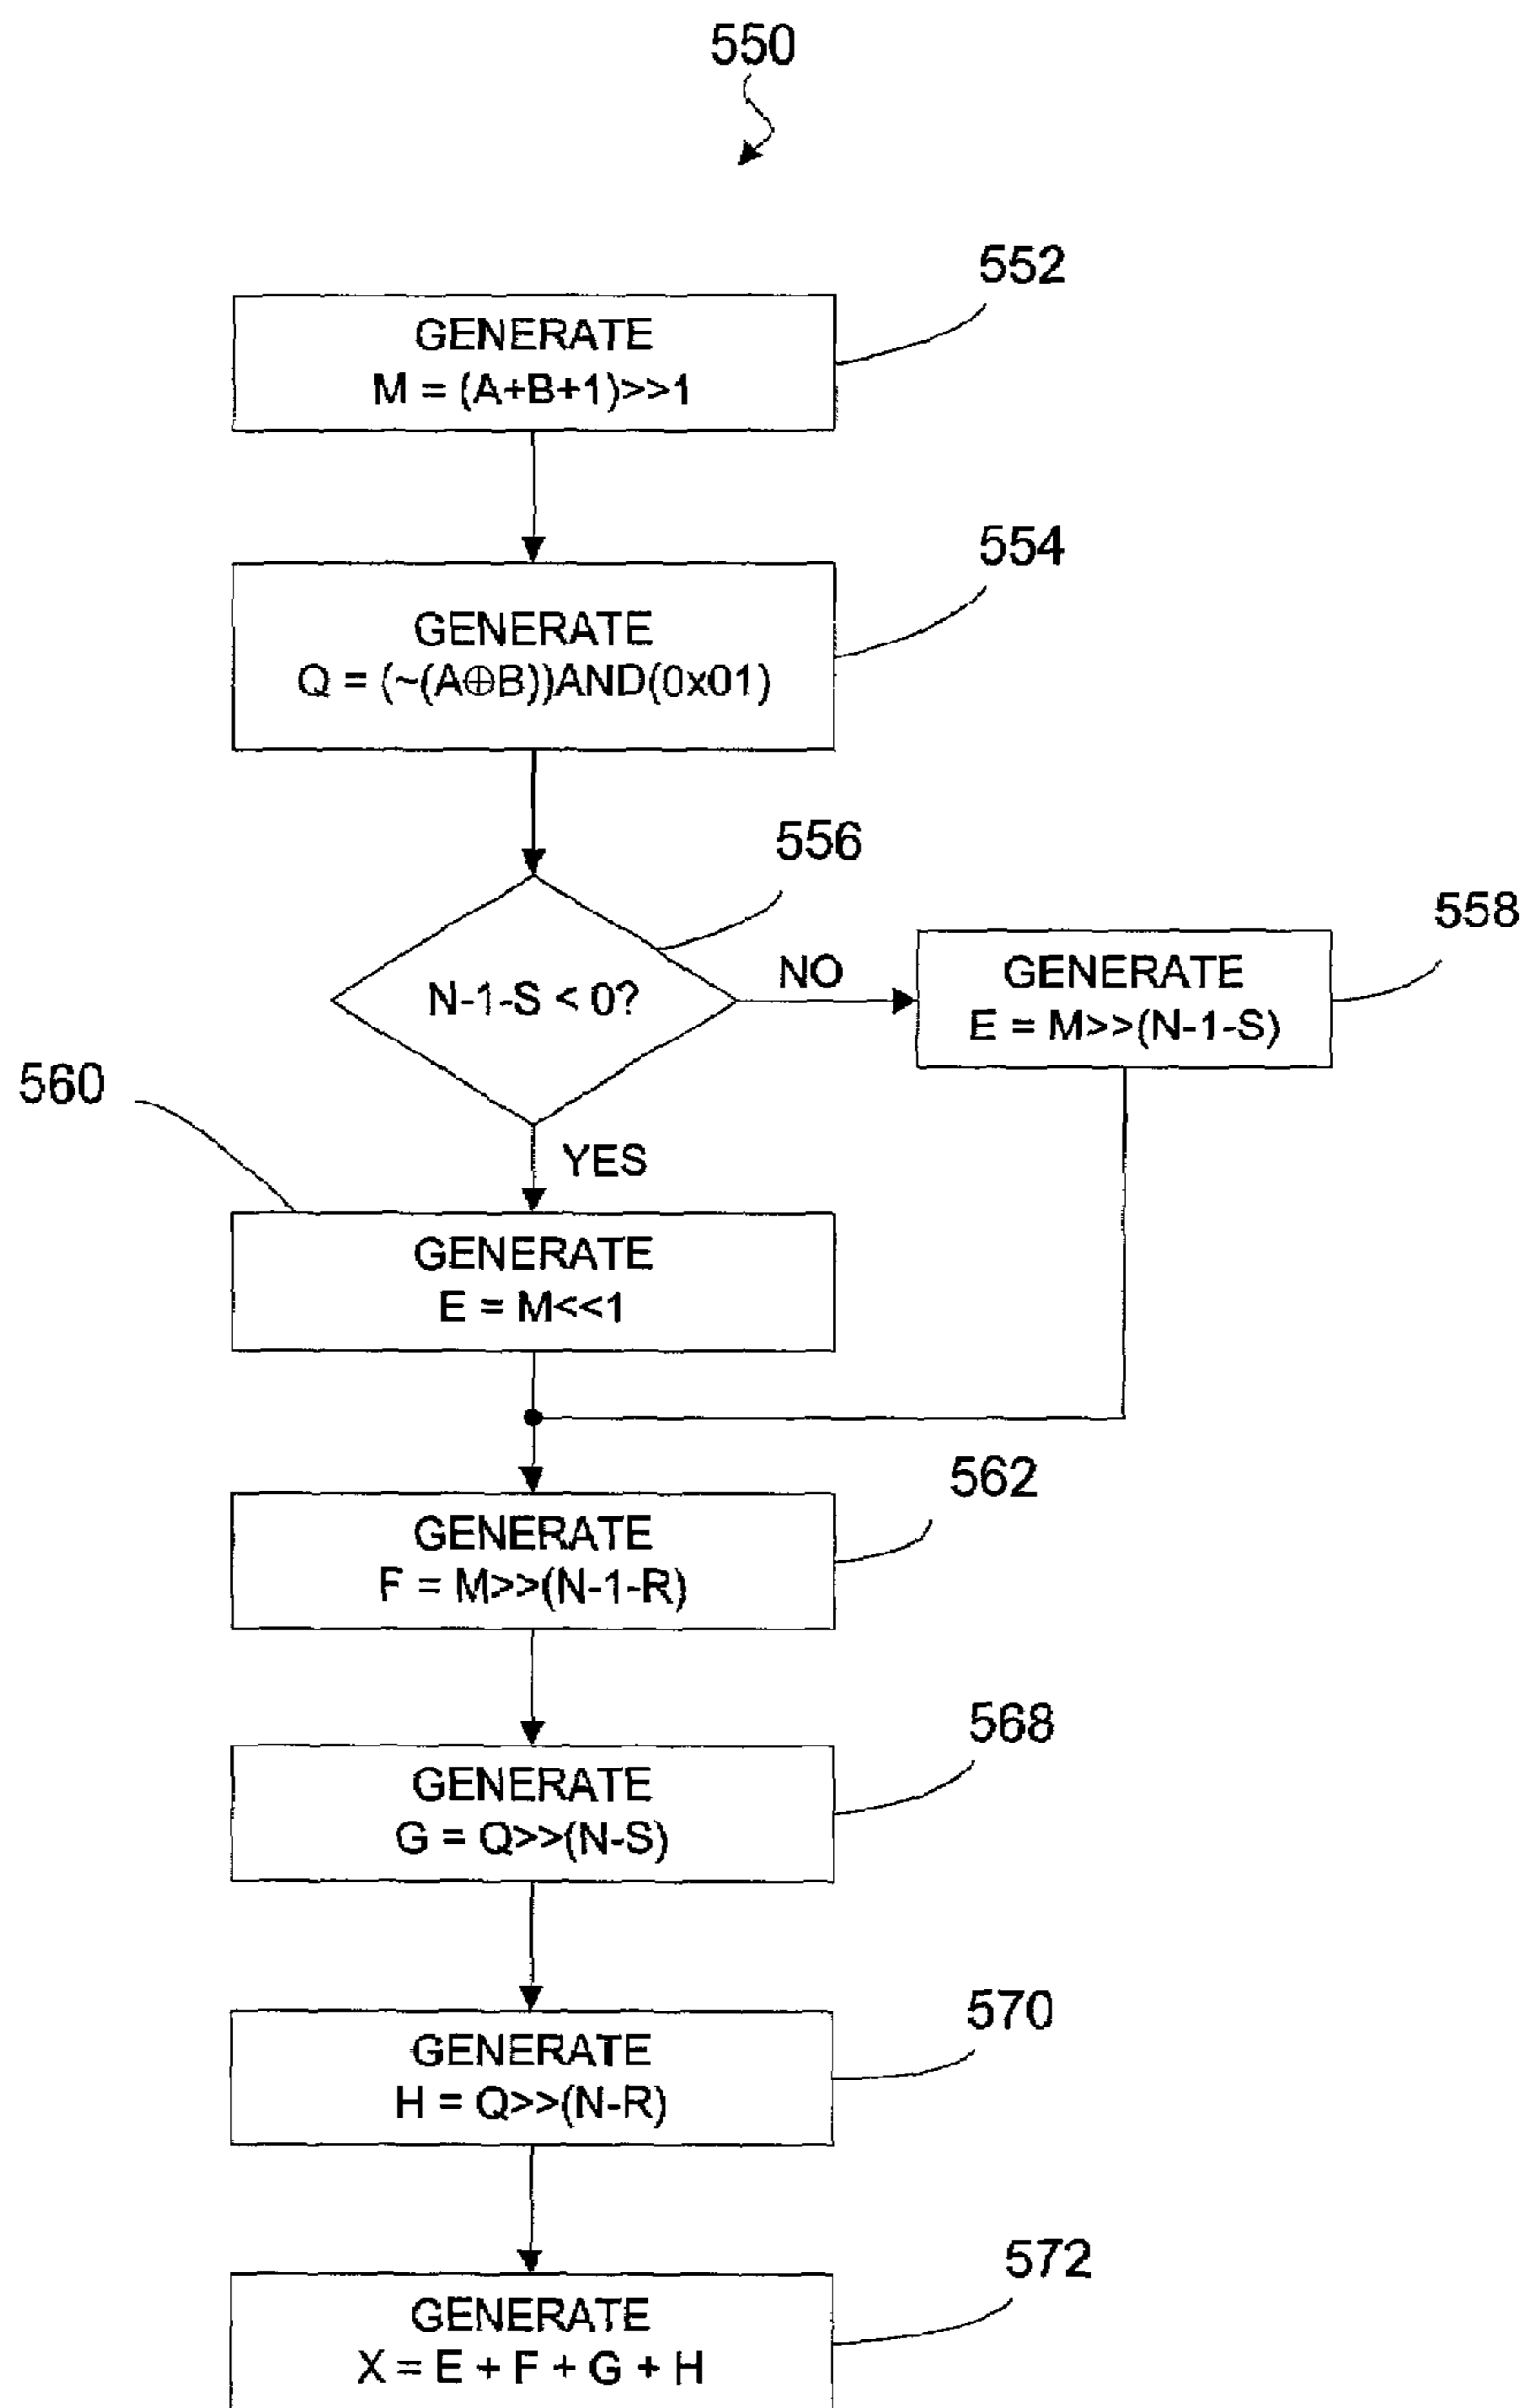 550
552
GENERATE
M = (A+B+1)>>1
554
GENERATE
Q = (~(A⊕B))AND(0x01)
556
558
N-1-S < 0?
NO
GENERATE
E = M>>(N-1-S)
560
YES
GENERATE
E = M<<1
562
GENERATE
F = M>>(N-1-R)
568
GENERATE
G = Q>>(N-S)
570
GENERATE
H = Q>>(N-R)
572
GENERATE
X = E + F + G + H